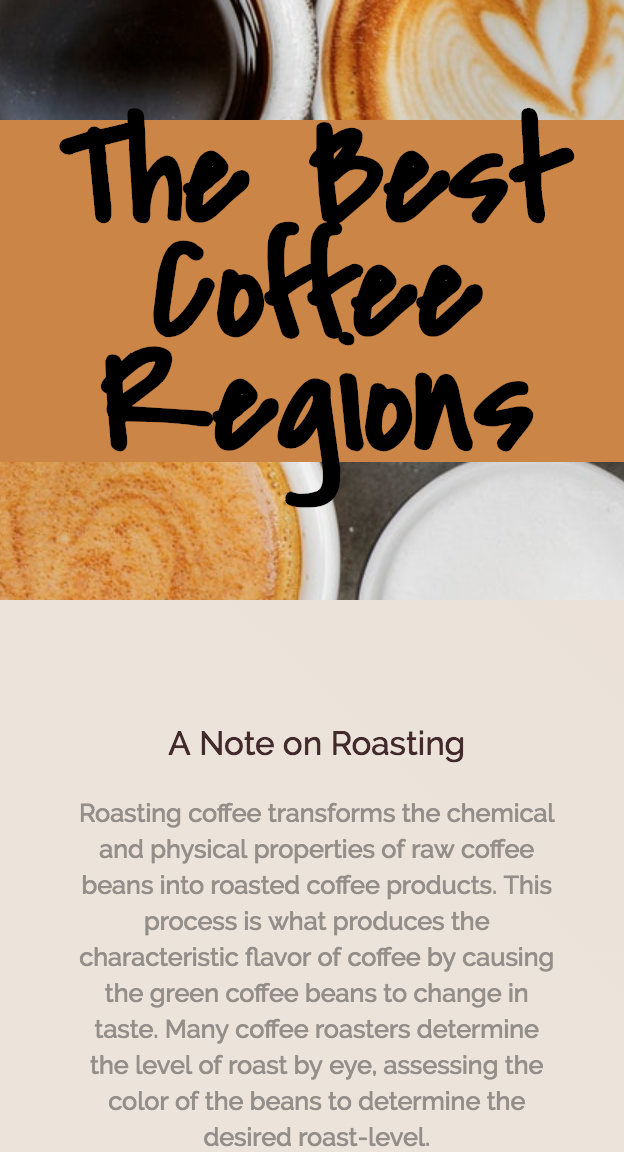 The Best
Coffee
Regions
A Note on Roasting
Roasting coffee transforms the chemical
and physical properties of raw coffee
beans into roasted coffee products. This
process is what produces the
characteristic flavor of coffee by causing
the green coffee beans to change in
taste. Many coffee roasters determine
the level of roast by eye, assessing the
color of the beans to determine the
desired roast-level.